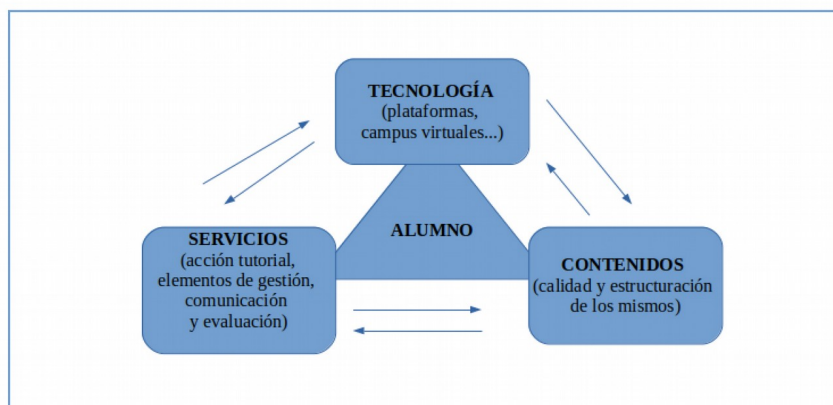 TECNOLOGÍA
(plataformas,
campus virtuales...)
ALUMNO
SERVICIOS
(acción tutorial,
elementos de gestión,
comunicación
y evaluación)
CONTENIDOS
(calidad y estructuración
de los mismos)